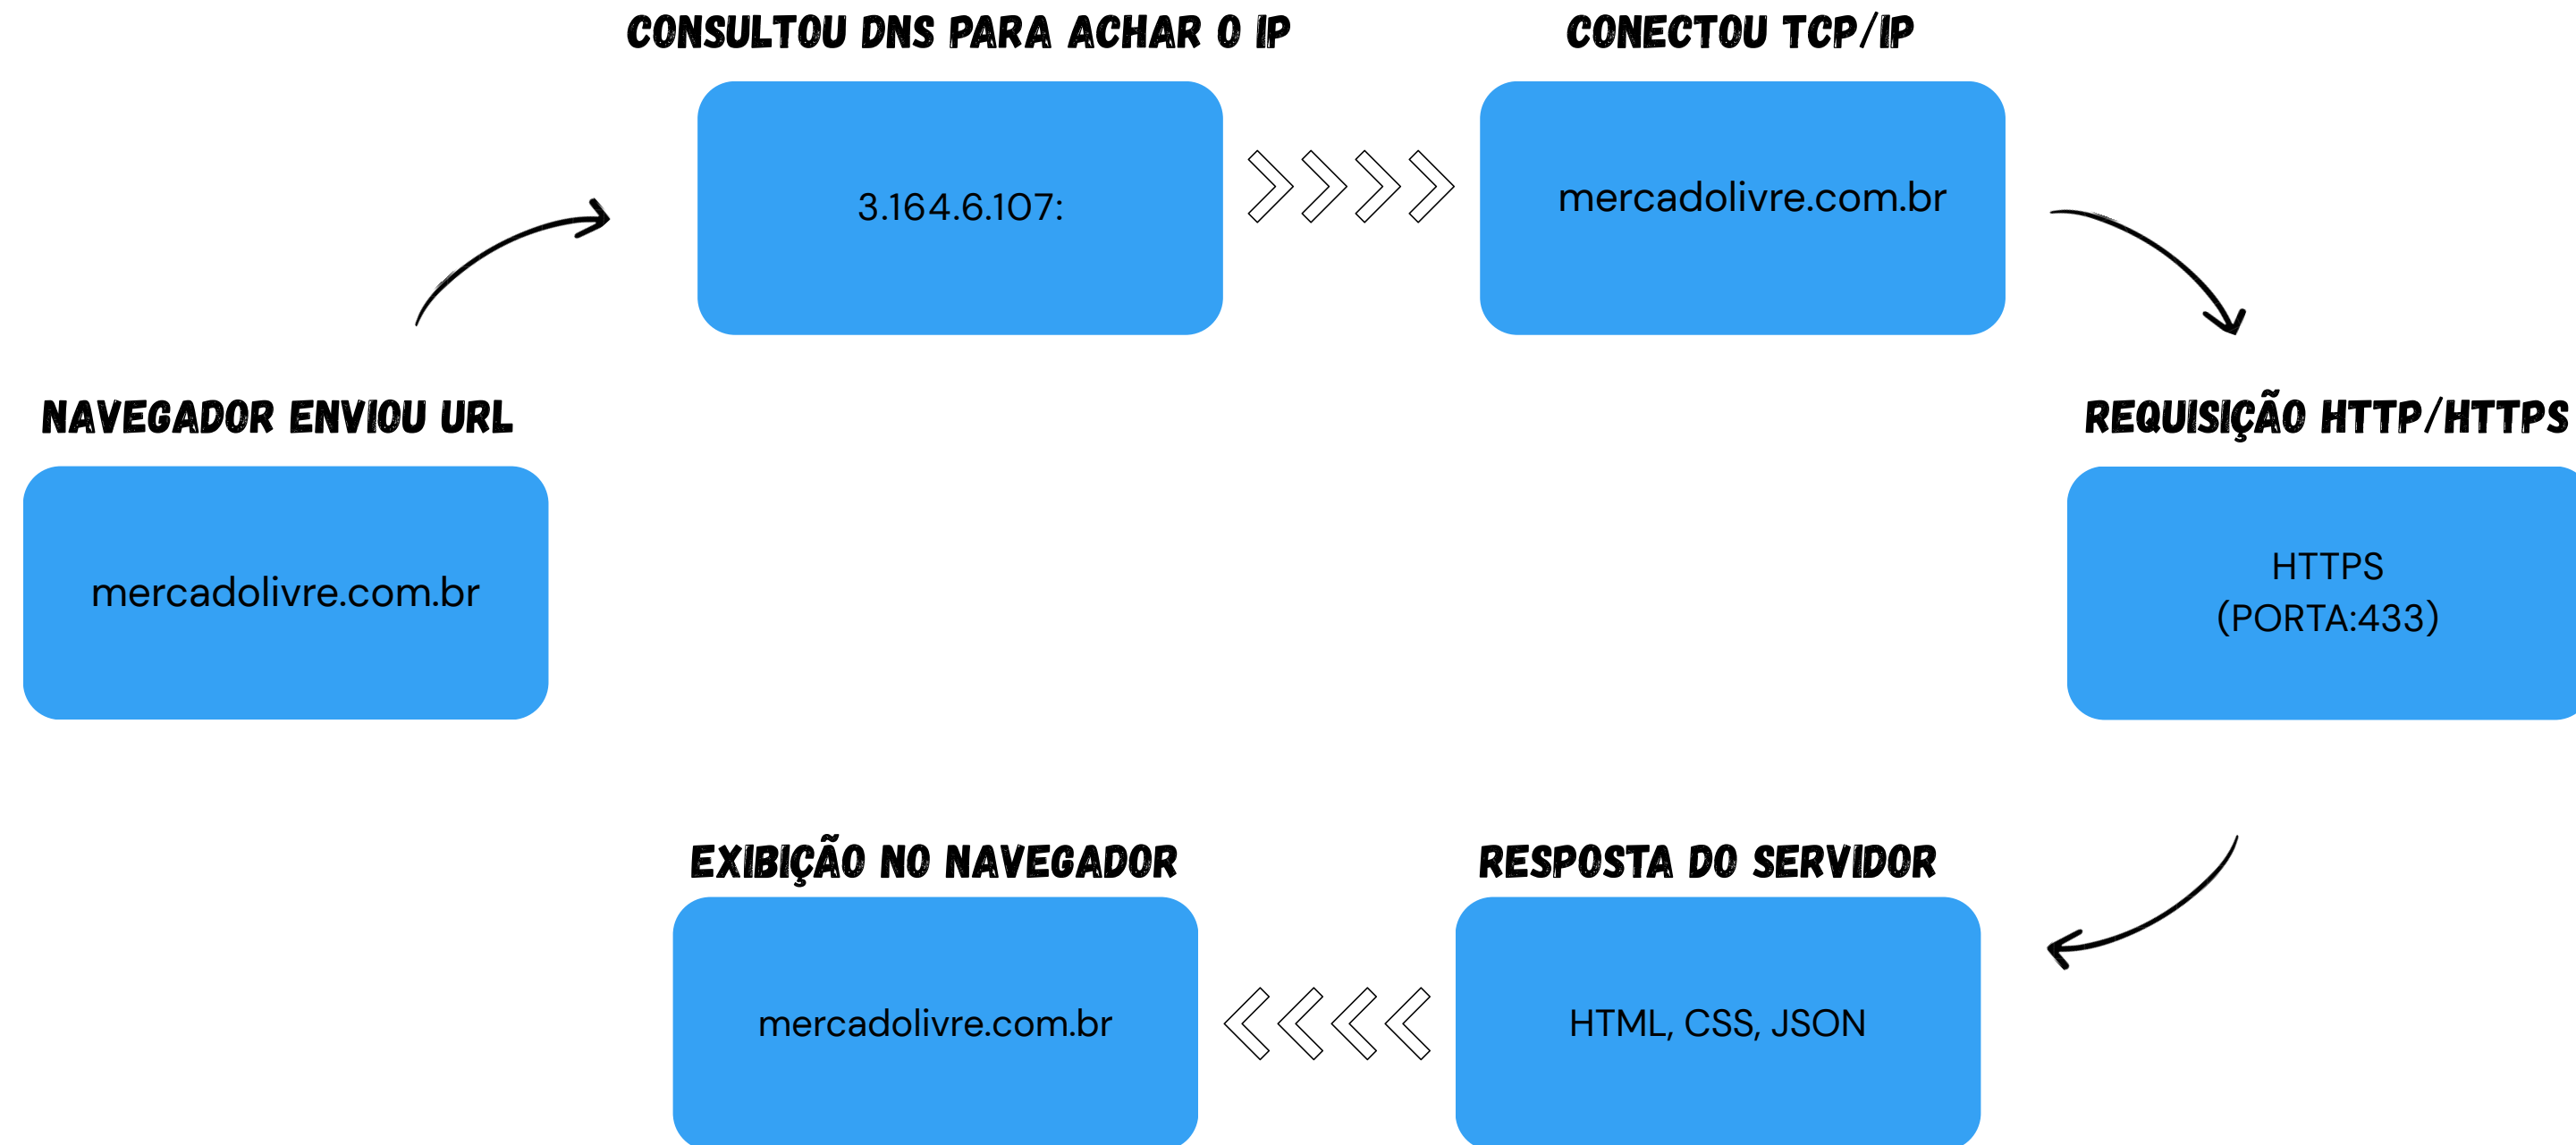 NAVEGADOR ENVIOU URL
mercadolivre.com.br
CONSULTOU DNS PARA ACHAR O IP
3.164.6.107:
CONECTOU TCP/IP
mercadolivre.com.br
REQUISIÇÃO HTTP/HTTPS
HTTPS
(PORTA:433)
RESPOSTA DO SERVIDOR
HTML, CSS, JSON
EXIBIÇÃO NO NAVEGADOR
mercadolivre.com.br